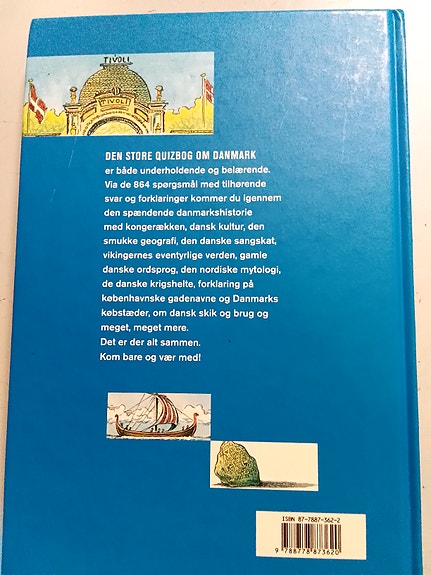 TIVOLI
TIVOLI
DEN STORE QUIZBOG OM DANMARK
er både underholdende og belærende.
Via de 864 spørgsmål med tilhørende
svar og forklaringer kommer du igennem
den spændende danmarkshistorie
med kongerækken, dansk kultur, den
smukke geografi, den danske sangskat,
vikingernes eventyrlige verden, gamle
danske ordsprog, den nordiske mytologi,
de danske krigshelte, forklaring på
københavnske gadenavne og Danmarks
købstæder, om dansk skik og brug og
meget, meget mere.
Det er der alt sammen.
Kom bare og vær med!
ISBN 87-7887-362-2
9 788778 873620